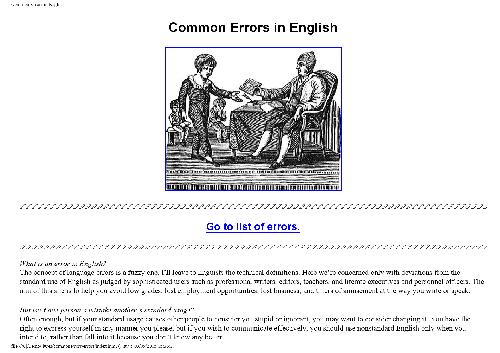 Common Errors in English
Go to list of errors.
What is an error in English?
The concept of language errors is a fuzzy one. I'll leave to linguists the technical definitions. Here we're concerned only with deviations from the
standard use of English as judged by sophisticated users such as professional writers, editors, teachers, and literate executives and personnel officers. The
aim of this site is to help you avoid low grades, lost employment opportunities, lost business, and titters of amusement at the way you write or speak.
But isn't one person's mistake another's standard usage?
Often enough, but if your standard usage causes other people to consider you stupid or ignorant, you may want to consider changing it. You have the
right to express yourself in any manner you please, but if you wish to communicate effectively, you should use nonstandard English only when you
intend to, rather than fall into it because you don't know any better.